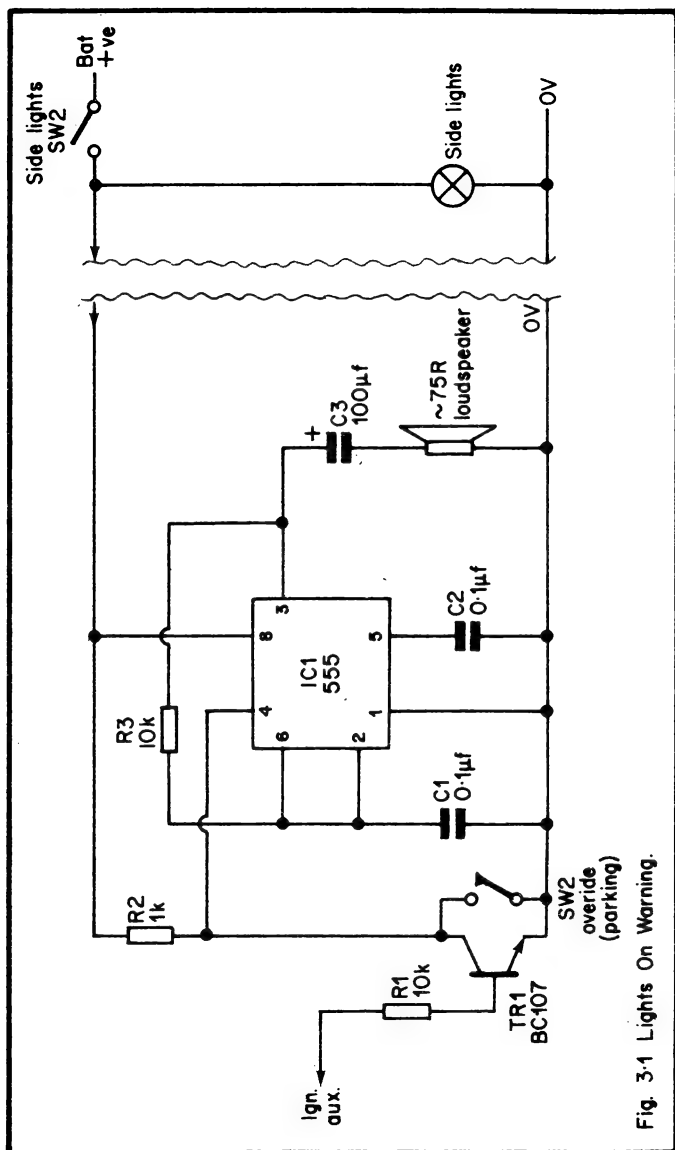 Side lights
SW2
Bat
+ve
R2
1k
R3
10k
Ign.
aux.
R1
10k
TR1
BC107
SW2
overide
(parking)
4
8
6
3
IC1
555
2
1
5
C1
0·1µf
C2
0·1µf
+
C3
100µf
~75R
loudspeaker
0V
Side lights
0V
Fig. 3·1 Lights On Warning.